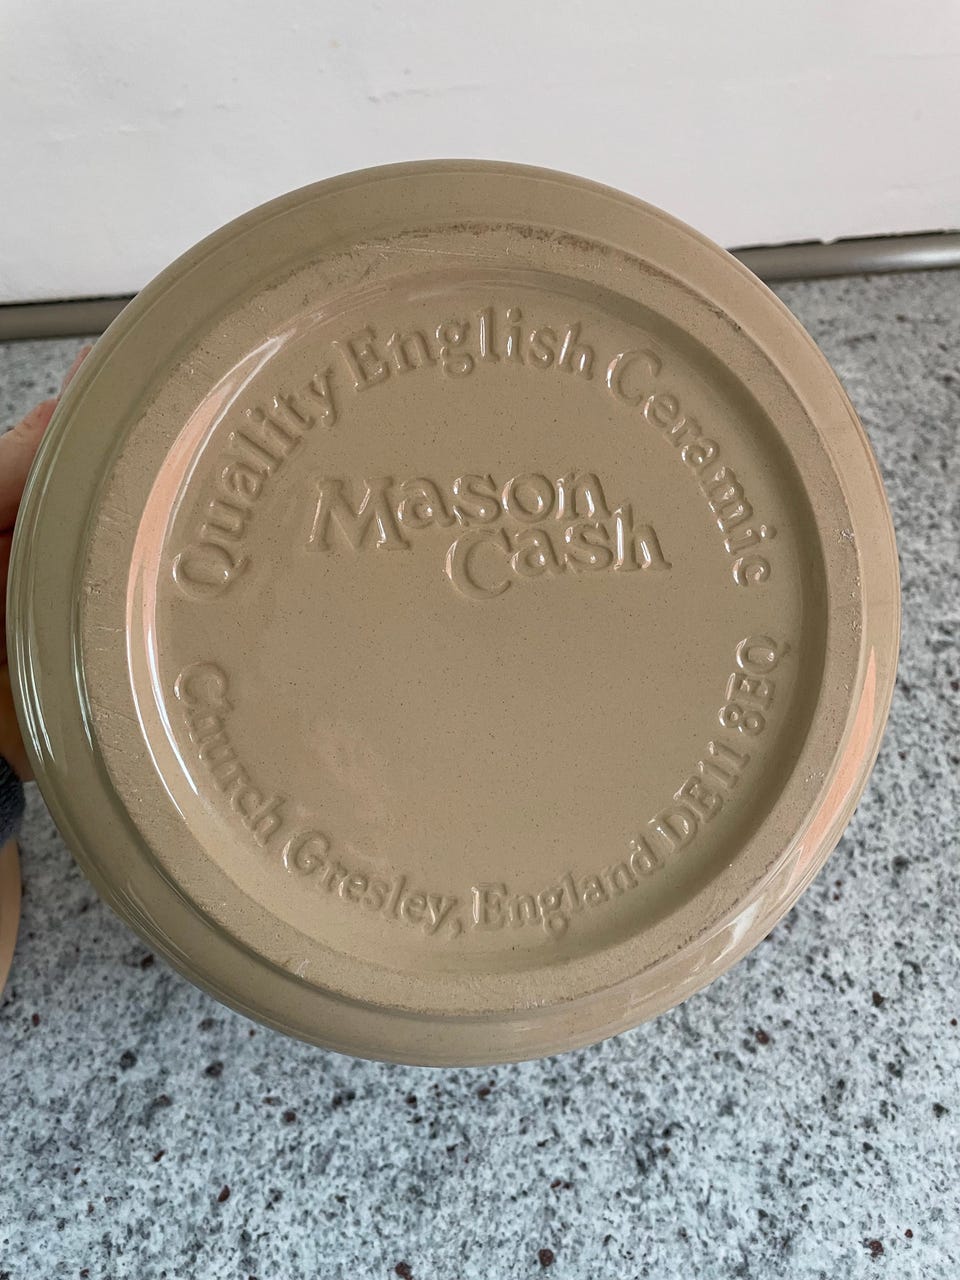 Quality English Ceramic
Mason
Cash
Church Gresley, England DE11 8EQ